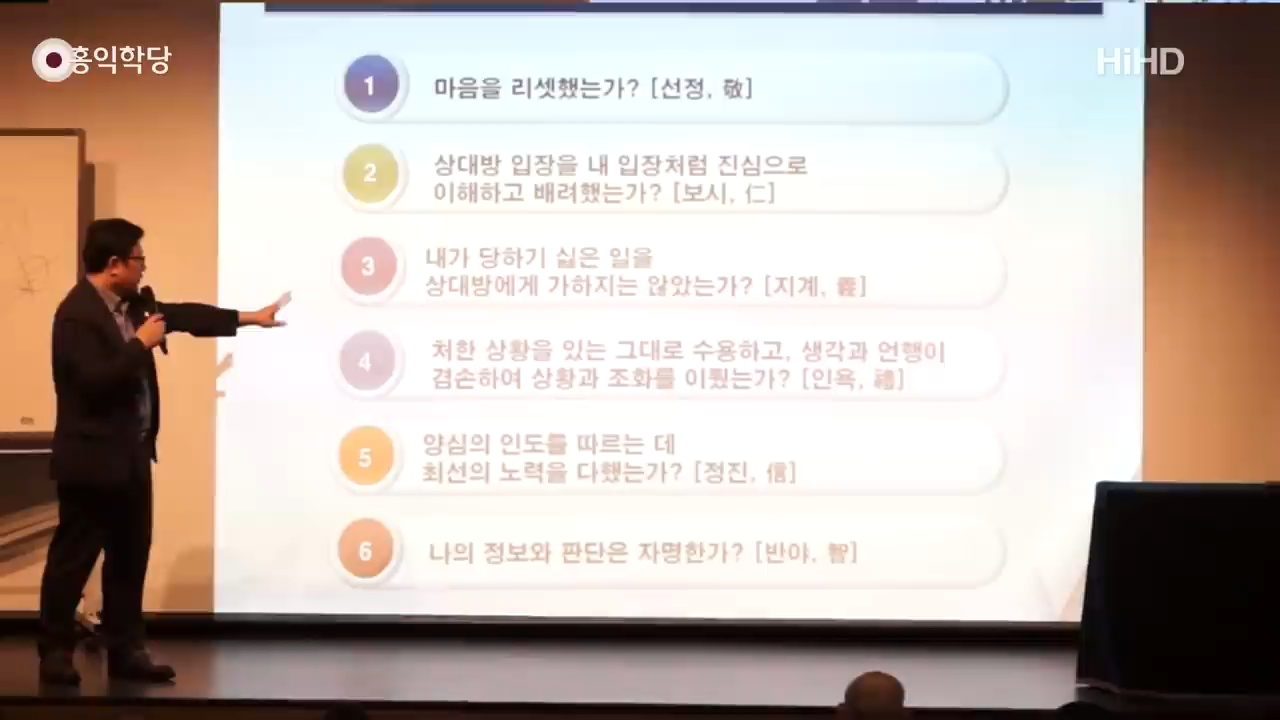 홍익학당
HiHD
1
마음을 리셋했는가? [선정, 敬]
2
상대방 입장을 내 입장처럼 진심으로
이해하고 배려했는가? [보시, 仁]
3
내가 당하기 싫은 일을
상대방에게 가하지는 않았는가? [지계, 義]
4
처한 상황을 있는 그대로 수용하고, 생각과 언행이
겸손하여 상황과 조화를 이뤘는가? [인욕, 禮]
5
양심의 인도를 따르는 데
최선의 노력을 다했는가? [정진, 信]
6
나의 정보와 판단은 자명한가? [반야, 智]